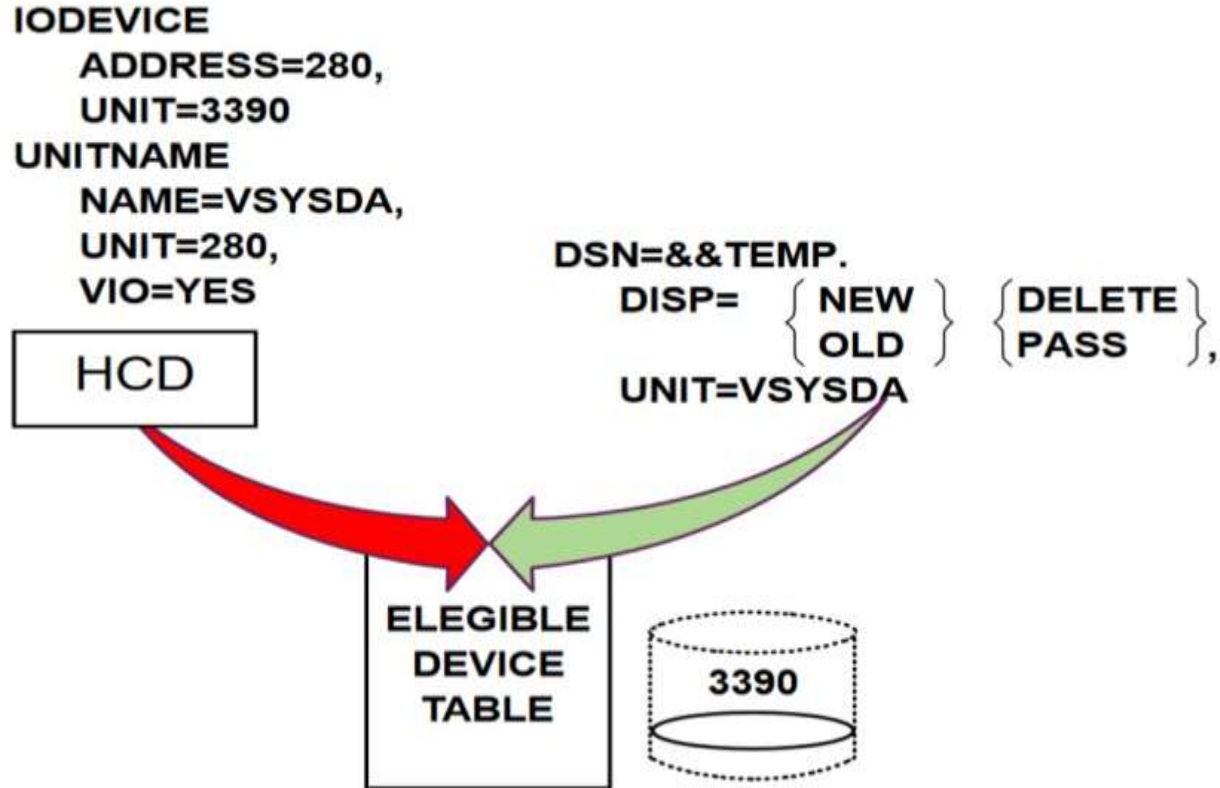 IODEVICE
ADDRESS=280,
UNIT=3390
UNITNAME
NAME=VSYSDA,
UNIT=280,
VIO=YES
HCD
DSN=&&TEMP.
DISP= { NEW } { DELETE },
{ OLD } { PASS }
UNIT=VSYSDA
ELEGIBLE
DEVICE
TABLE
3390